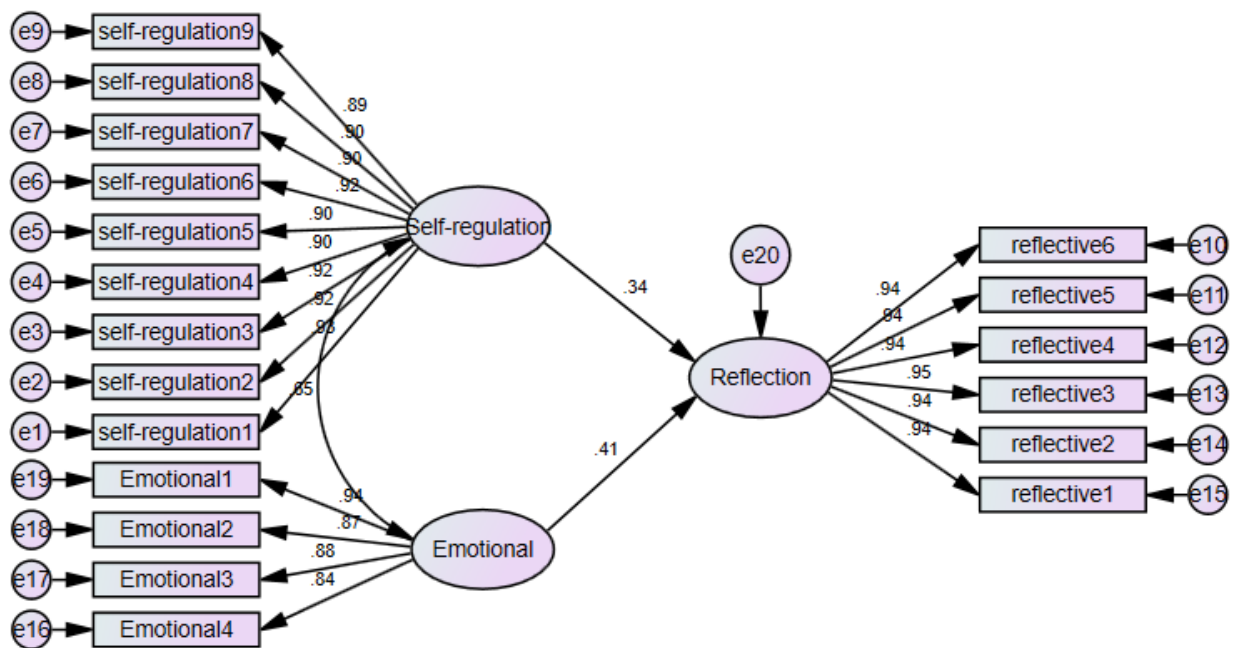 e9
self-regulation9
e8
self-regulation8
e7
self-regulation7
e6
self-regulation6
e5
self-regulation5
e4
self-regulation4
e3
self-regulation3
e2
self-regulation2
e1
self-regulation1
e19
Emotional1
e18
Emotional2
e17
Emotional3
e16
Emotional4
.89
.90
.90
.92
.90
.90
.92
.92
.93
.65
.94
.87
.88
.84
Self-regulation
Emotional
.34
.41
e20
Reflection
.94
.94
.94
.95
.94
.94
reflective6
e10
reflective5
e11
reflective4
e12
reflective3
e13
reflective2
e14
reflective1
e15